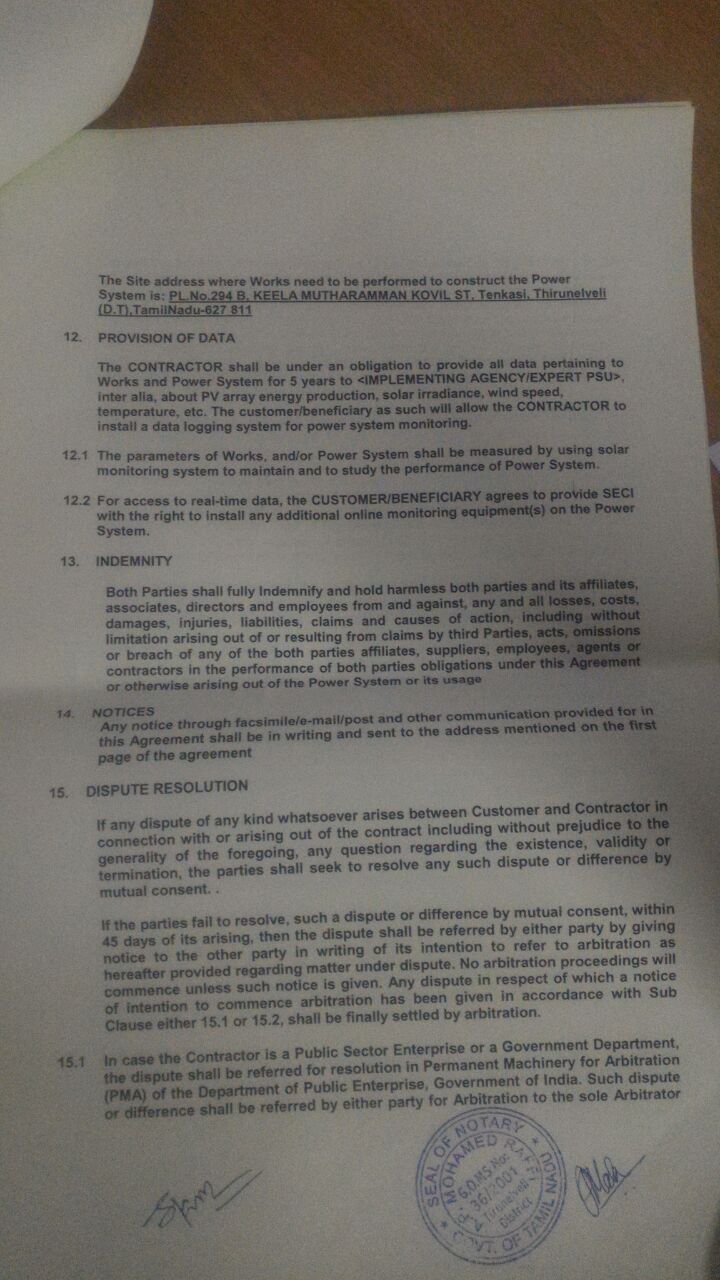 The Site address where Works need to be performed to construct the Power
System is: PL.No.294 B, KEELA MUTHARAMMAN KOVIL ST, Tenkasi, Thirunelveli
(D.T),TamilNadu-627 811
12. PROVISION OF DATA
The CONTRACTOR shall be under an obligation to provide all data pertaining to
Works and Power System for 5 years to <IMPLEMENTING AGENCY/EXPERT PSU>,
inter alia, about PV array energy production, solar irradiance, wind speed,
temperature, etc. The customer/beneficiary as such will allow the CONTRACTOR to
install a data logging system for power system monitoring.
12.1 The parameters of Works, and/or Power System shall be measured by using solar
monitoring system to maintain and to study the performance of Power System.
12.2 For access to real-time data, the CUSTOMER/BENEFICIARY agrees to provide SECI
with the right to install any additional online monitoring equipment(s) on the Power
System.
13. INDEMNITY
Both Parties shall fully Indemnify and hold harmless both parties and its affiliates,
associates, directors and employees from and against, any and all losses, costs,
damages, injuries, liabilities, claims and causes of action, including without
limitation arising out of or resulting from claims by third Parties, acts, omissions
or breach of any of the both parties affiliates, suppliers, employees, agents or
contractors in the performance of both parties obligations under this Agreement
or otherwise arising out of the Power System or its usage
14. NOTICES
Any notice through facsimile/e-mail/post and other communication provided for in
this Agreement shall be in writing and sent to the address mentioned on the first
page of the agreement
15. DISPUTE RESOLUTION
If any dispute of any kind whatsoever arises between Customer and Contractor in
connection with or arising out of the contract including without prejudice to the
generality of the foregoing, any question regarding the existence, validity or
termination, the parties shall seek to resolve any such dispute or difference by
mutual consent. .
If the parties fail to resolve, such a dispute or difference by mutual consent, within
45 days of its arising, then the dispute shall be referred by either party by giving
notice to the other party in writing of its intention to refer to arbitration as
hereafter provided regarding matter under dispute. No arbitration proceedings will
commence unless such notice is given. Any dispute in respect of which a notice
of intention to commence arbitration has been given in accordance with Sub
Clause either 15.1 or 15.2, shall be finally settled by arbitration.
15.1 In case the Contractor is a Public Sector Enterprise or a Government Department,
the dispute shall be referred for resolution in Permanent Machinery for Arbitration
(PMA) of the Department of Public Enterprise, Government of India. Such dispute
or difference shall be referred by either party for Arbitration to the sole Arbitrator
SEAL OF NOTARY
MOHAMED
G.O.M.S.No:
36/2001
Tirunelveli
District
GOVT. OF TAMIL NADU